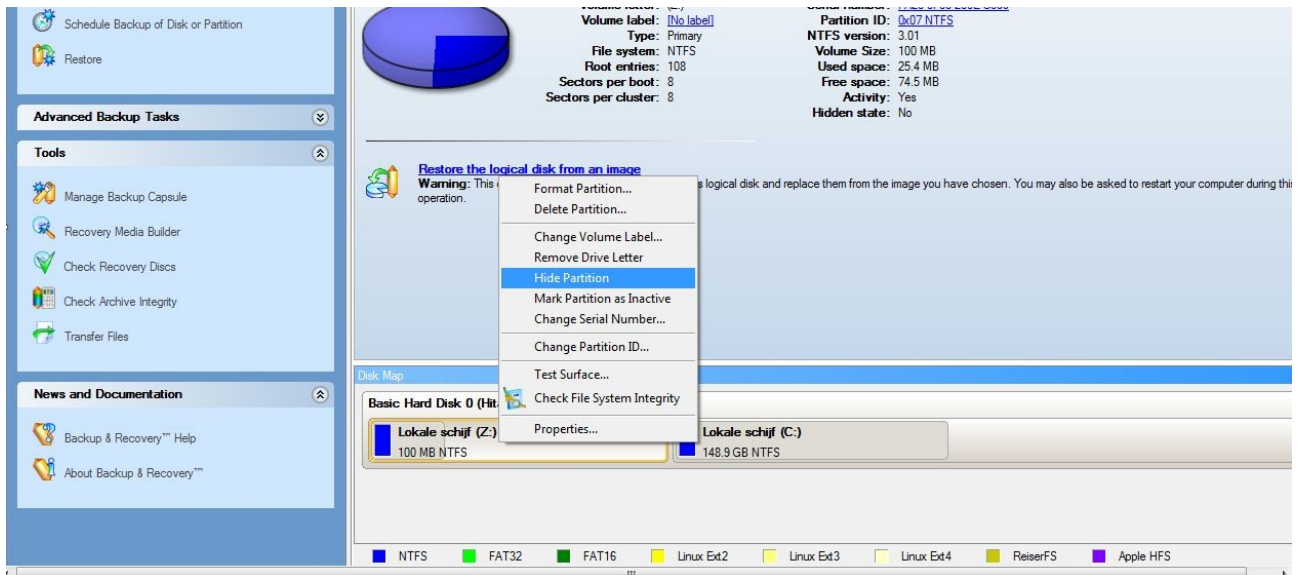 Schedule Backup of Disk or Partition
Restore
Advanced Backup Tasks
Tools
Manage Backup Capsule
Recovery Media Builder
Check Recovery Discs
Check Archive Integrity
Transfer Files
News and Documentation
Backup & Recovery™ Help
About Backup & Recovery™
Volume label: [No label]
Type: Primary
File system: NTFS
Root entries: 108
Sectors per boot: 8
Sectors per cluster: 8
Partition ID: 0x07 NTFS
NTFS version: 3.01
Volume Size: 100 MB
Used space: 25.4 MB
Free space: 74.5 MB
Activity: Yes
Hidden state: No
Restore the logical disk from an image
Warning: This
s logical disk and replace them from the image you have chosen. You may also be asked to restart your computer during this
operation.
Format Partition...
Delete Partition...
Change Volume Label...
Remove Drive Letter
Hide Partition
Mark Partition as Inactive
Change Serial Number...
Change Partition ID...
Test Surface...
Check File System Integrity
Properties...
Disk Map
Basic Hard Disk 0 (Hit
Lokale schijf (Z:)
100 MB NTFS
Lokale schijf (C:)
148.9 GB NTFS
NTFS FAT32 FAT16 Linux Ext2 Linux Ext3 Linux Ext4 ReiserFS Apple HFS